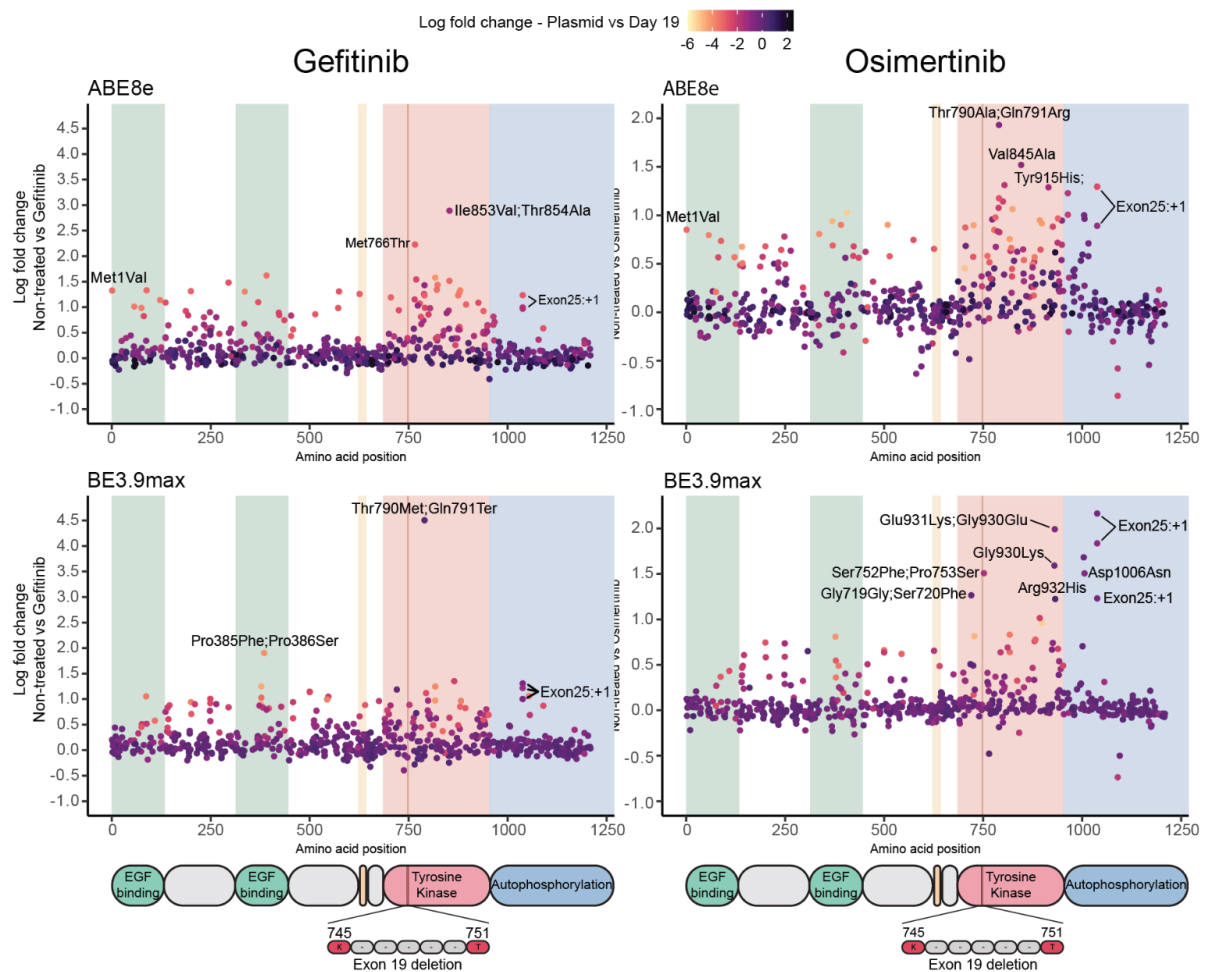 Log fold change - Plasmid vs Day 19
-6 -4 -2 0 2
Gefitinib
Osimertinib
ABE8e
Log fold change
Non-treated vs Gefitinib
4.5
4.0
3.5
3.0
2.5
2.0
1.5
1.0
0.5
0.0
-0.5
-1.0
Ile853Val;Thr854Ala
Met766Thr
Met1Val
Exon25:+1
0 250 500 750 1000 1250
Amino acid position
ABE8e
Non-treated vs Osimertinib
2.0
1.5
1.0
0.5
0.0
-0.5
-1.0
Thr790Ala;Gln791Arg
Val845Ala
Tyr915His;
Exon25:+1
Met1Val
0 250 500 750 1000 1250
Amino acid position
BE3.9max
Log fold change
Non-treated vs Gefitinib
4.5
4.0
3.5
3.0
2.5
2.0
1.5
1.0
0.5
0.0
-0.5
-1.0
Thr790Met;Gln791Ter
Pro385Phe;Pro386Ser
Exon25:+1
0 250 500 750 1000 1250
Amino acid position
BE3.9max
Non-treated vs Osimertinib
2.0
1.5
1.0
0.5
0.0
-0.5
-1.0
Glu931Lys;Gly930Glu
Exon25:+1
Gly930Lys
Ser752Phe;Pro753Ser
Asp1006Asn
Gly719Gly;Ser720Phe
Arg932His
Exon25:+1
0 250 500 750 1000 1250
Amino acid position
EGF
binding
EGF
binding
Tyrosine
Kinase
Autophosphorylation
745 751
K - - - - - T
Exon 19 deletion
EGF
binding
EGF
binding
Tyrosine
Kinase
Autophosphorylation
745 751
K - - - - - T
Exon 19 deletion